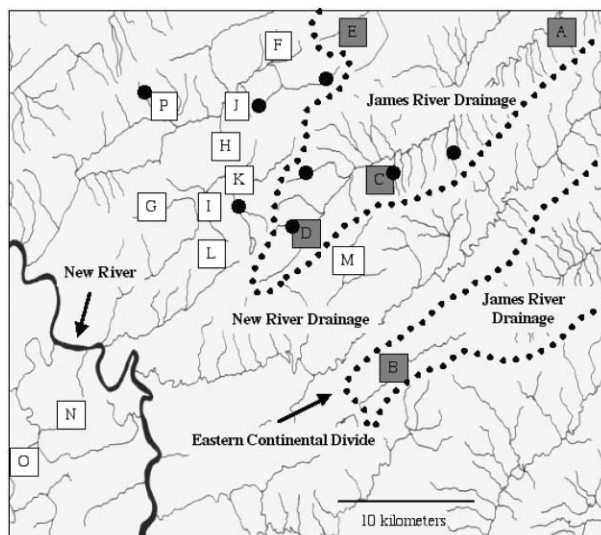 F
E
A
P
J
James River Drainage
H
K
C
G
I
D
L
M
New River
New River Drainage
James River
Drainage
B
N
Eastern Continental Divide
O
10 kilometers